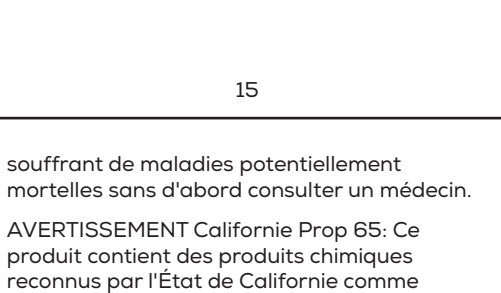 15
souffrant de maladies potentiellement
mortelles sans d'abord consulter un médecin.
AVERTISSEMENT Californie Prop 65: Ce
produit contient des produits chimiques
reconnus par l'État de Californie comme